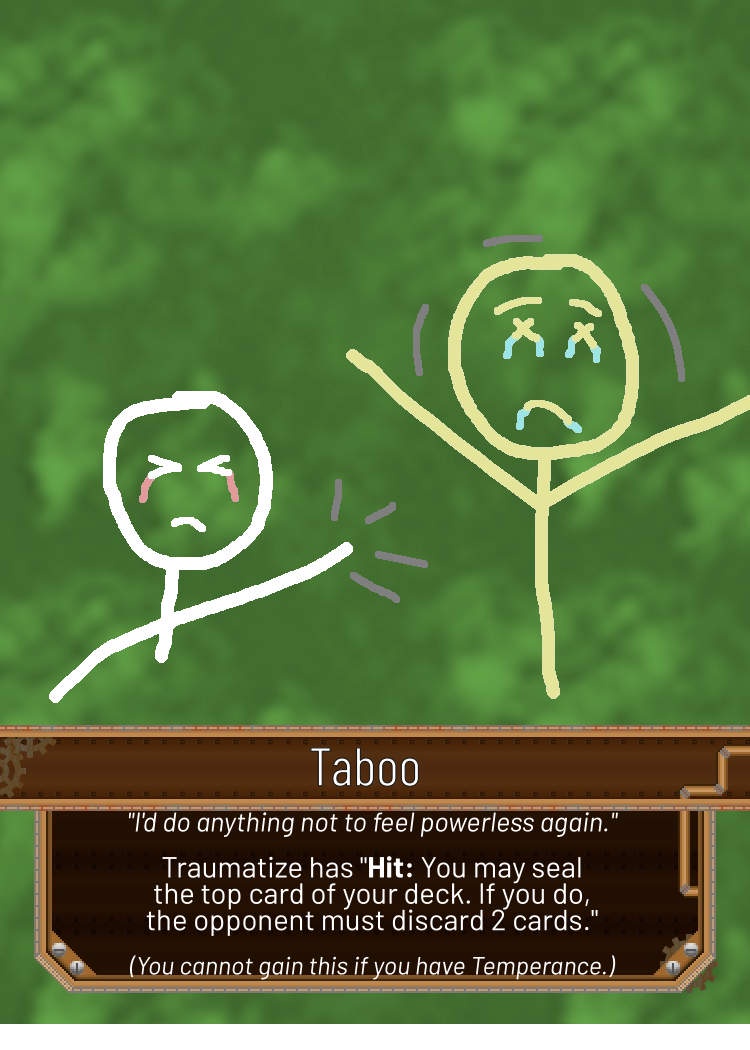 Taboo
"I'd do anything not to feel powerless again."
Traumatize has "Hit: You may seal
the top card of your deck. If you do,
the opponent must discard 2 cards."
(You cannot gain this if you have Temperance.)